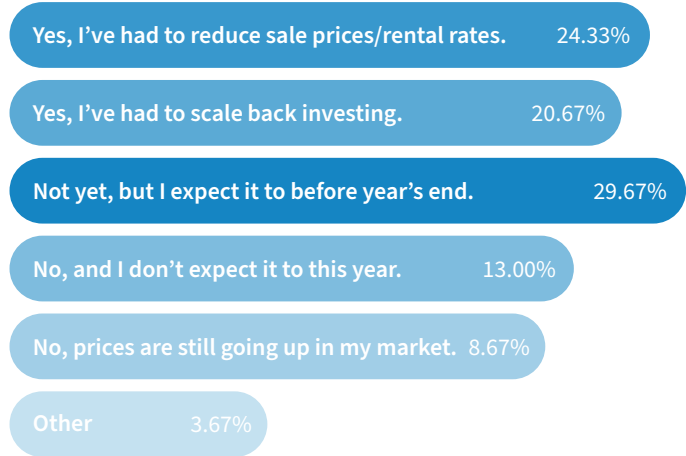 Yes, I’ve had to reduce sale prices/rental rates. 24.33%
Yes, I’ve had to scale back investing. 20.67%
Not yet, but I expect it to before year’s end. 29.67%
No, and I don’t expect it to this year. 13.00%
No, prices are still going up in my market. 8.67%
Other 3.67%